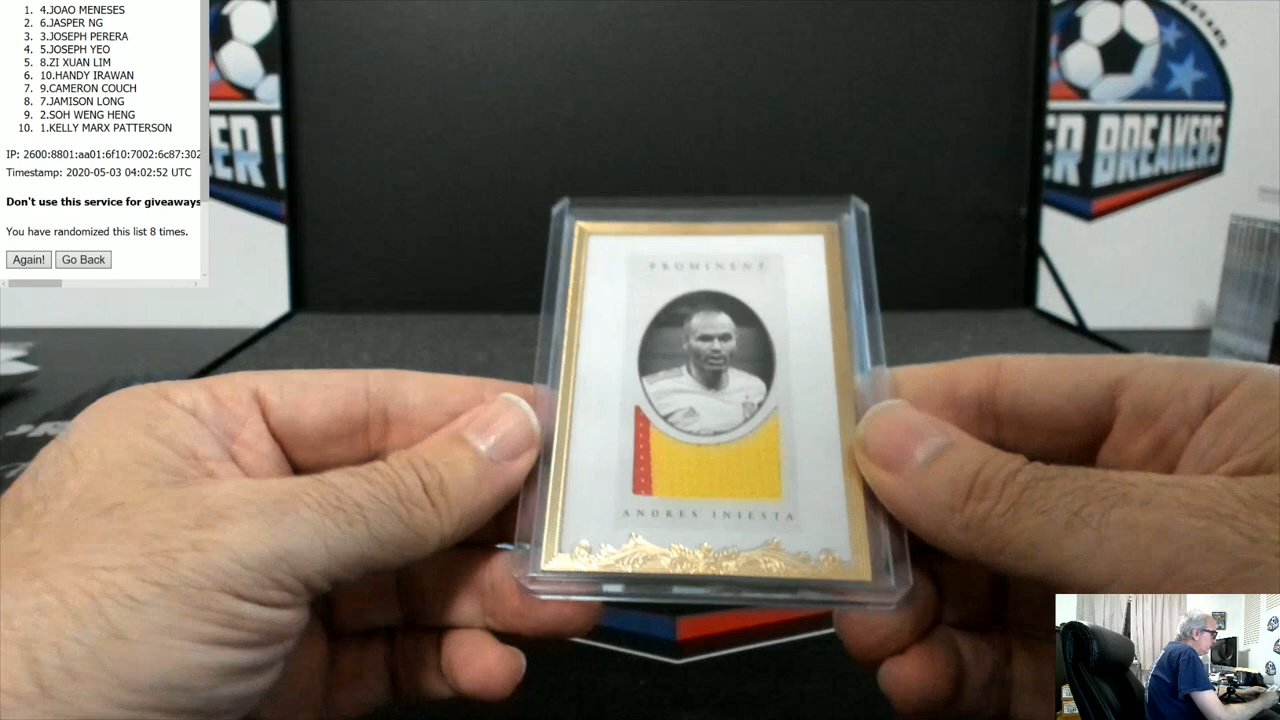 1. 4.JOAO MENESES
2. 6.JASPER NG
3. 3.JOSEPH PERERA
4. 5.JOSEPH YEO
5. 8.ZI XUAN LIM
6. 10.HANDY IRAWAN
7. 9.CAMERON COUCH
8. 7.JAMISON LONG
9. 2.SOH WENG HENG
10. 1.KELLY MARX PATTERSON
IP: 2600:8801:aa01:6f10:7002:6c87:302
Timestamp: 2020-05-03 04:02:52 UTC
Don't use this service for giveaways
You have randomized this list 8 times.
Again! Go Back
ER BREAKERS
PROMINENT
ANDRES INIESTA